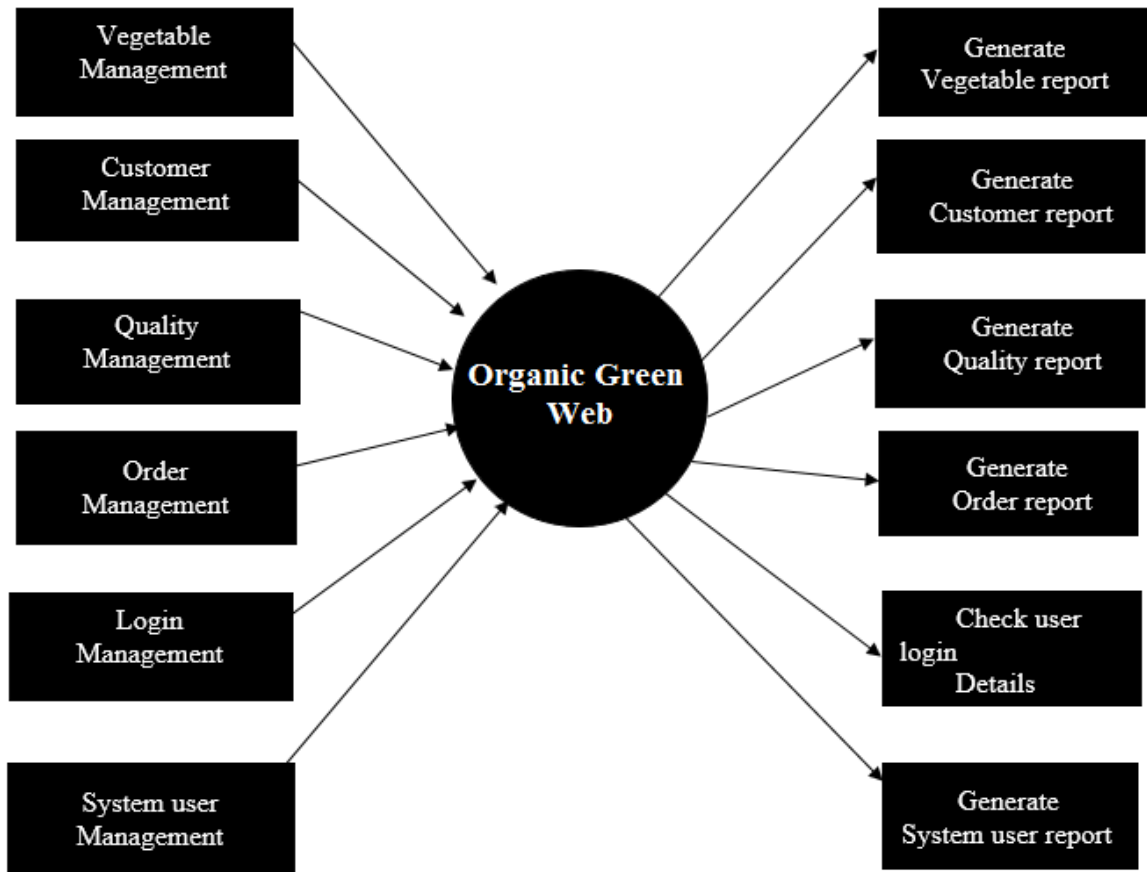 Vegetable
Management
Customer
Management
Quality
Management
Order
Management
Login
Management
System user
Management
Organic Green
Web
Generate
Vegetable report
Generate
Customer report
Generate
Quality report
Generate
Order report
Check user
login
Details
Generate
System user report